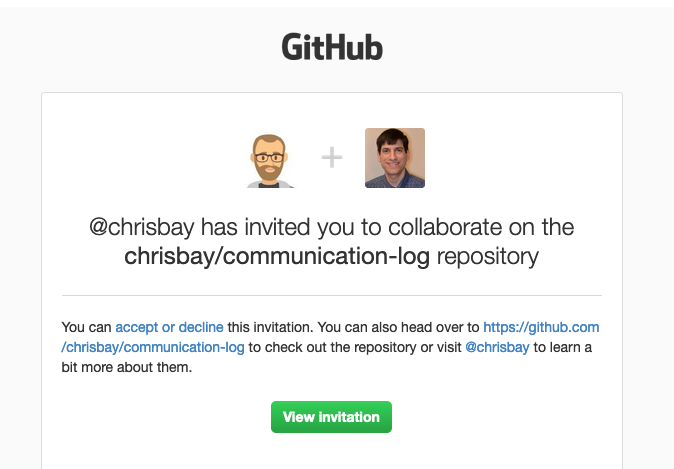 GitHub
@chrisbay has invited you to collaborate on the
chrisbay/communication-log repository
You can accept or decline this invitation. You can also head over to https://github.com
/chrisbay/communication-log to check out the repository or visit @chrisbay to learn a
bit more about them.
View invitation